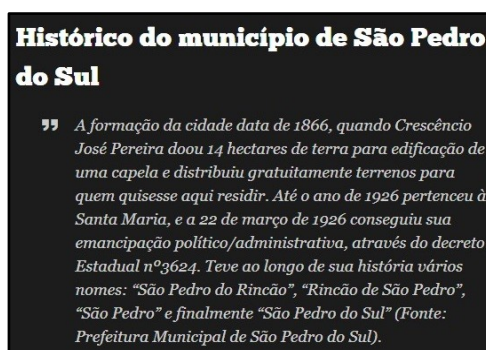 Histórico do município de São Pedro
do Sul
” A formação da cidade data de 1866, quando Crescêncio
José Pereira doou 14 hectares de terra para edificação de
uma capela e distribuiu gratuitamente terrenos para
quem quisesse aqui residir. Até o ano de 1926 pertenceu à
Santa Maria, e a 22 de março de 1926 conseguiu sua
emancipação político/administrativa, através do decreto
Estadual nº3624. Teve ao longo de sua história vários
nomes: “São Pedro do Rincão”, “Rincão de São Pedro”,
“São Pedro” e finalmente “São Pedro do Sul” (Fonte:
Prefeitura Municipal de São Pedro do Sul).